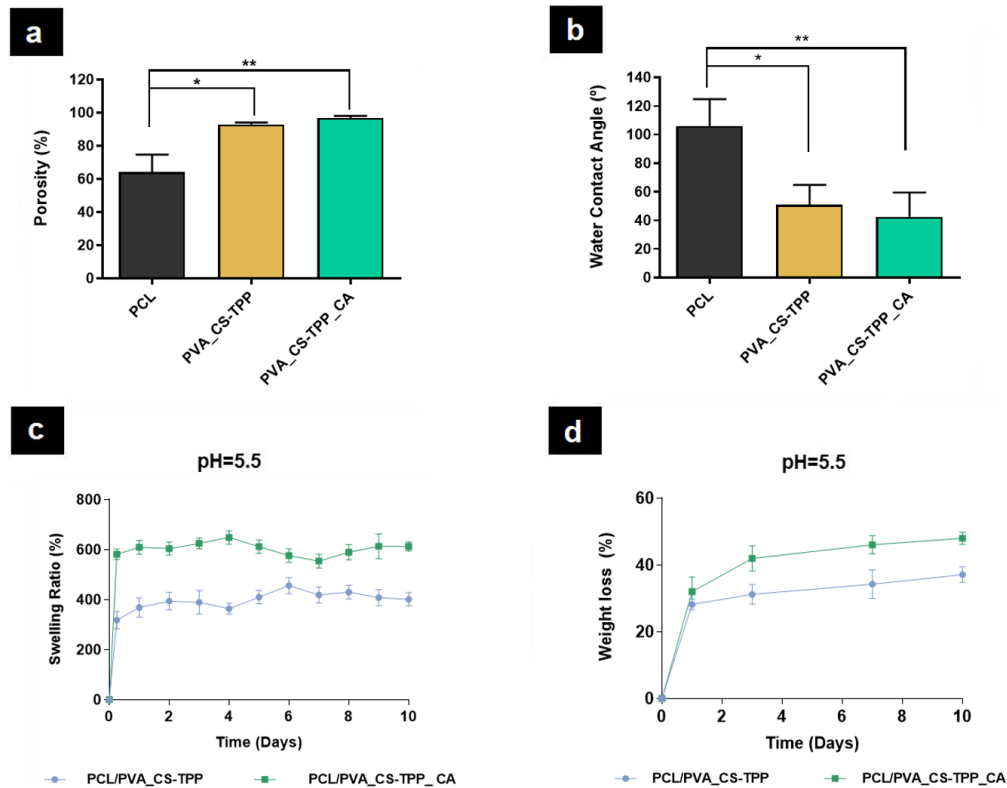 a
**
*
120
100
80
60
40
20
0
Porosity (%)
PCL
PVA_CS-TPP
PVA_CS-TPP_CA
b
**
*
140
120
100
80
60
40
20
0
Water Contact Angle (º)
PCL
PVA_CS-TPP
PVA_CS-TPP_CA
c
pH=5.5
800
600
400
200
0
Swelling Ratio (%)
0 2 4 6 8 10
Time (Days)
PCL/PVA_CS-TPP PCL/PVA_CS-TPP_ CA
d
pH=5.5
60
40
20
0
Weight loss (%)
0 2 4 6 8 10
Time (Days)
PCL/PVA_CS-TPP PCL/PVA_CS-TPP_CA